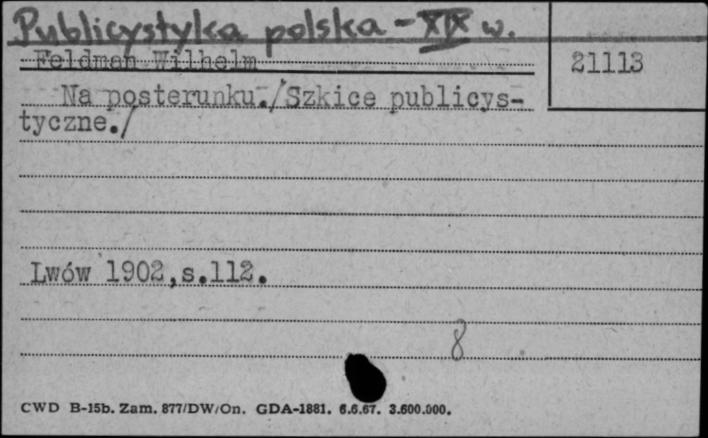 Publicystyka polska - XIX w.
Feldman Wilhelm
21113
Na posterunku./Szkice publicys-
tyczne./
Lwów 1902,s.112.
8
CWD B-15b. Zam. 877/DW/On. GDA-1881. 6.6.67. 3.600.000.